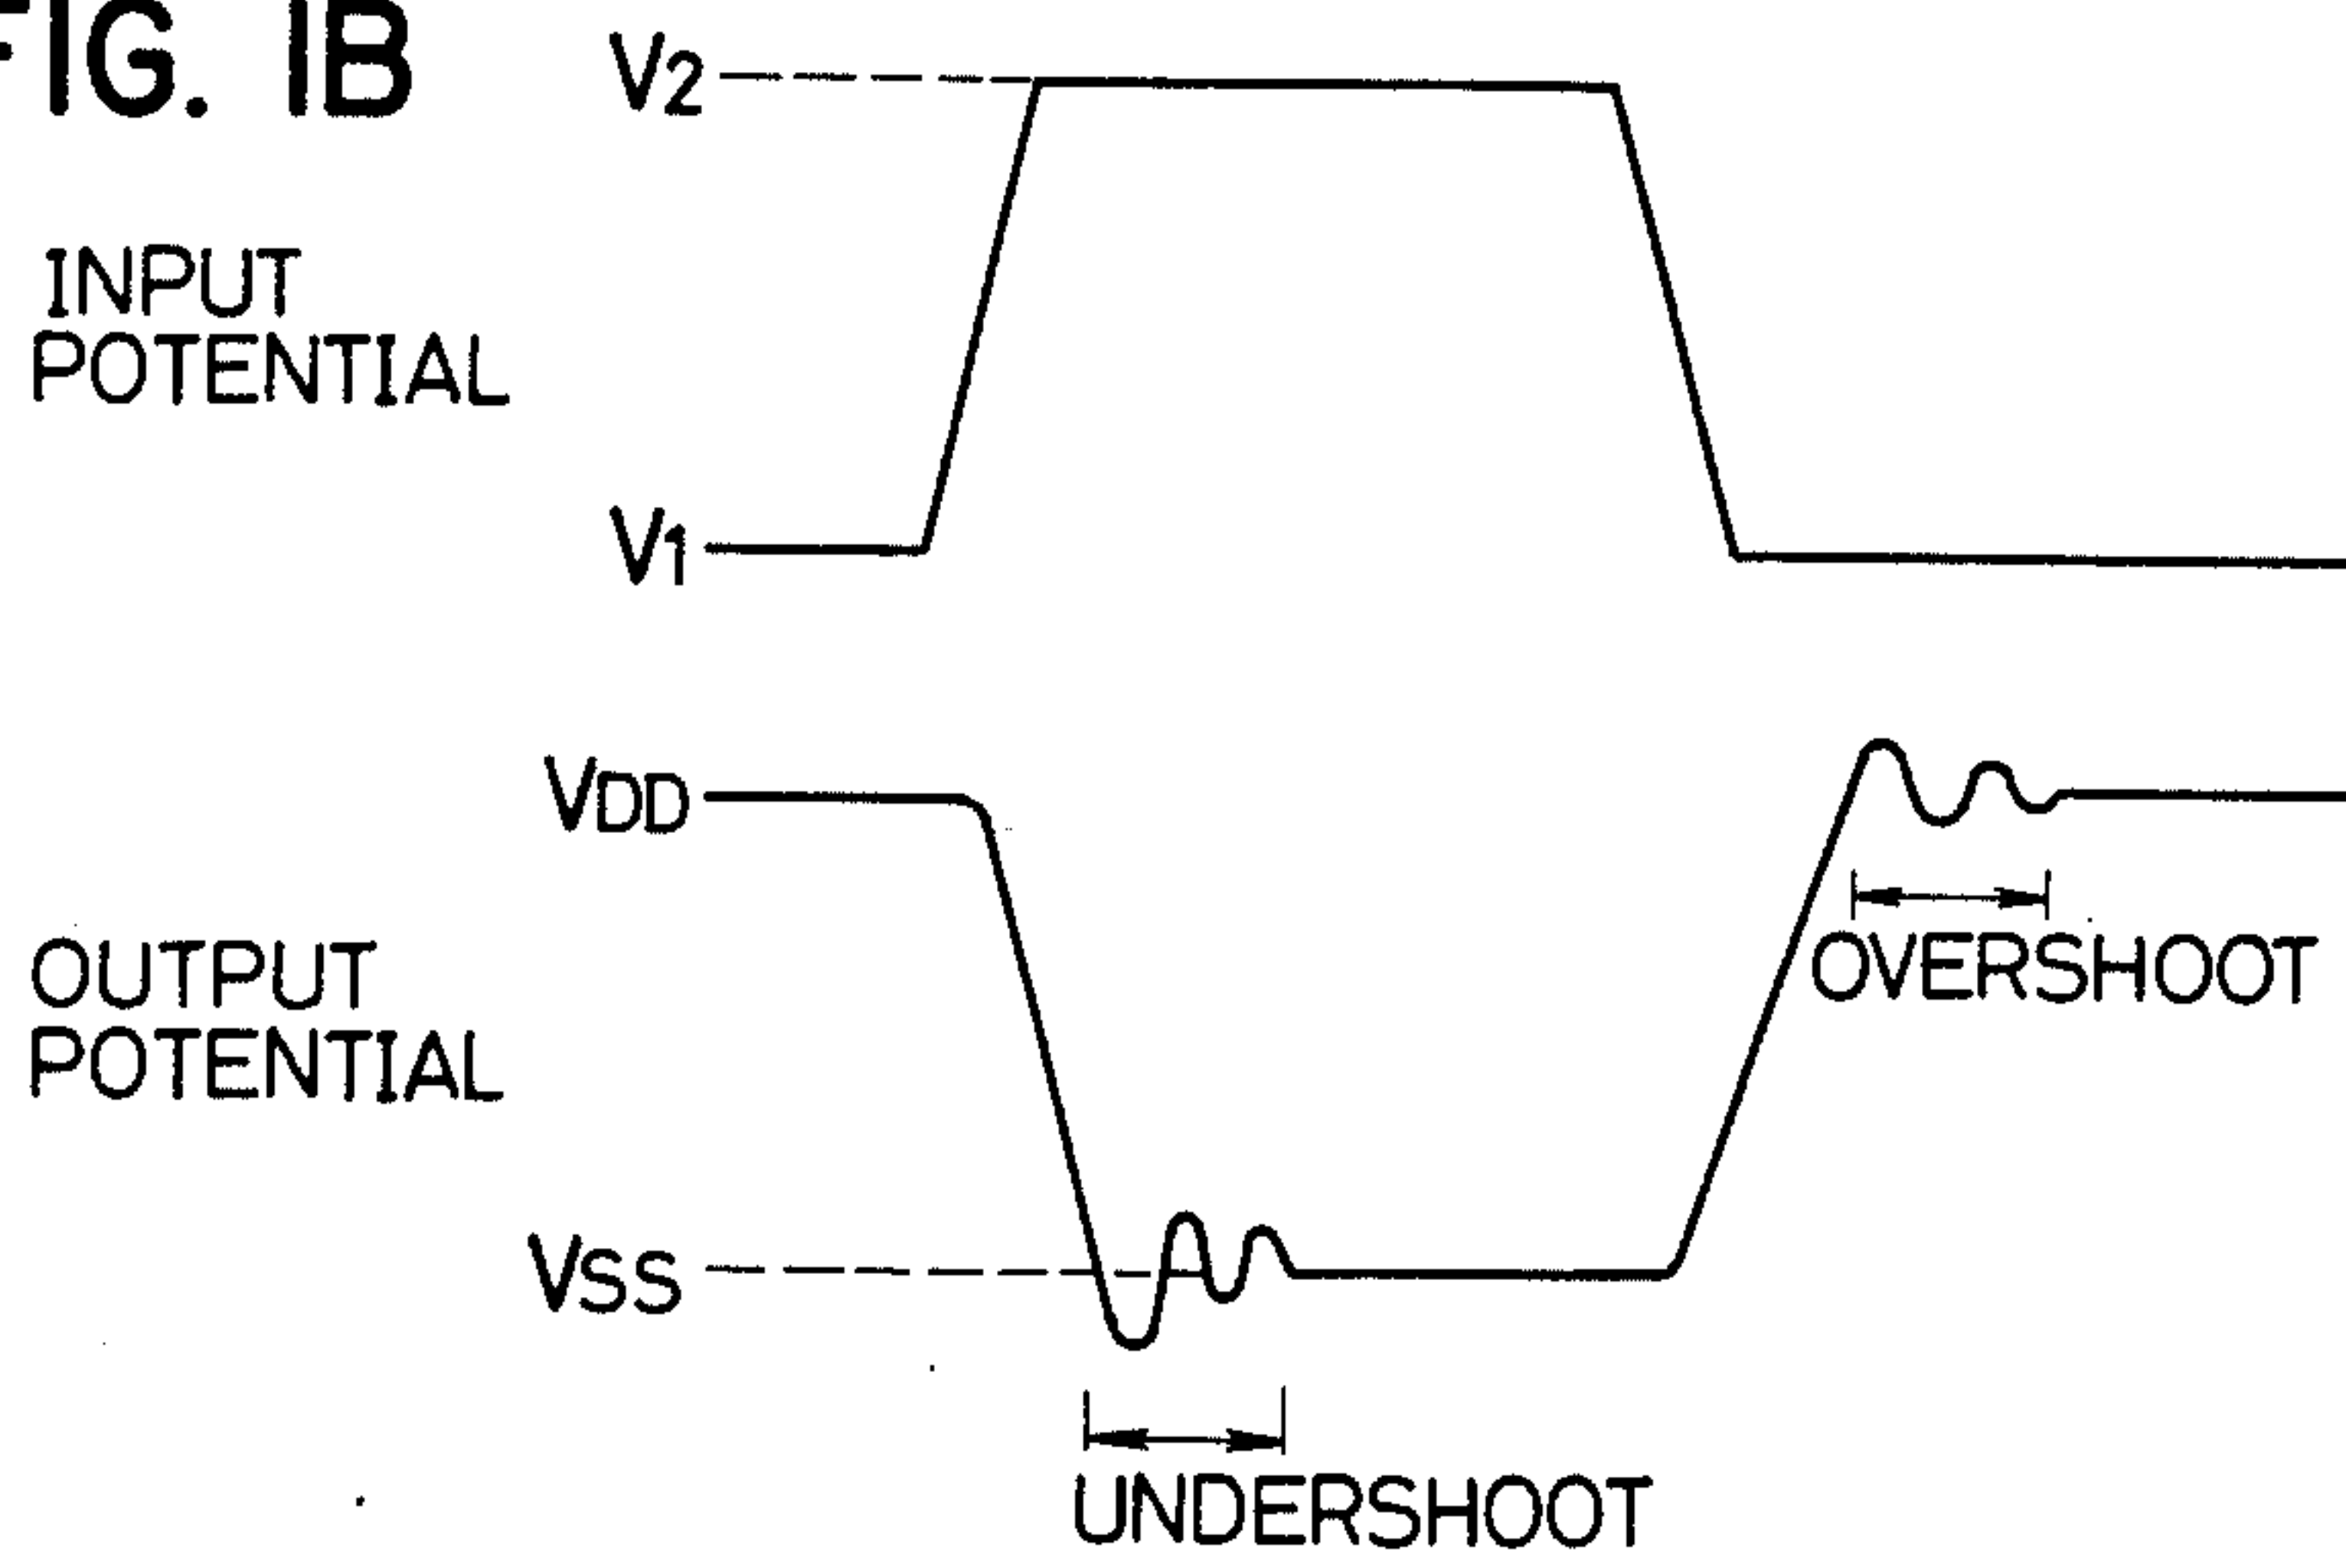 FIG. 1B
V2
INPUT
POTENTIAL
V1
VDD
OVERSHOOT
OUTPUT
POTENTIAL
VSS
UNDERSHOOT